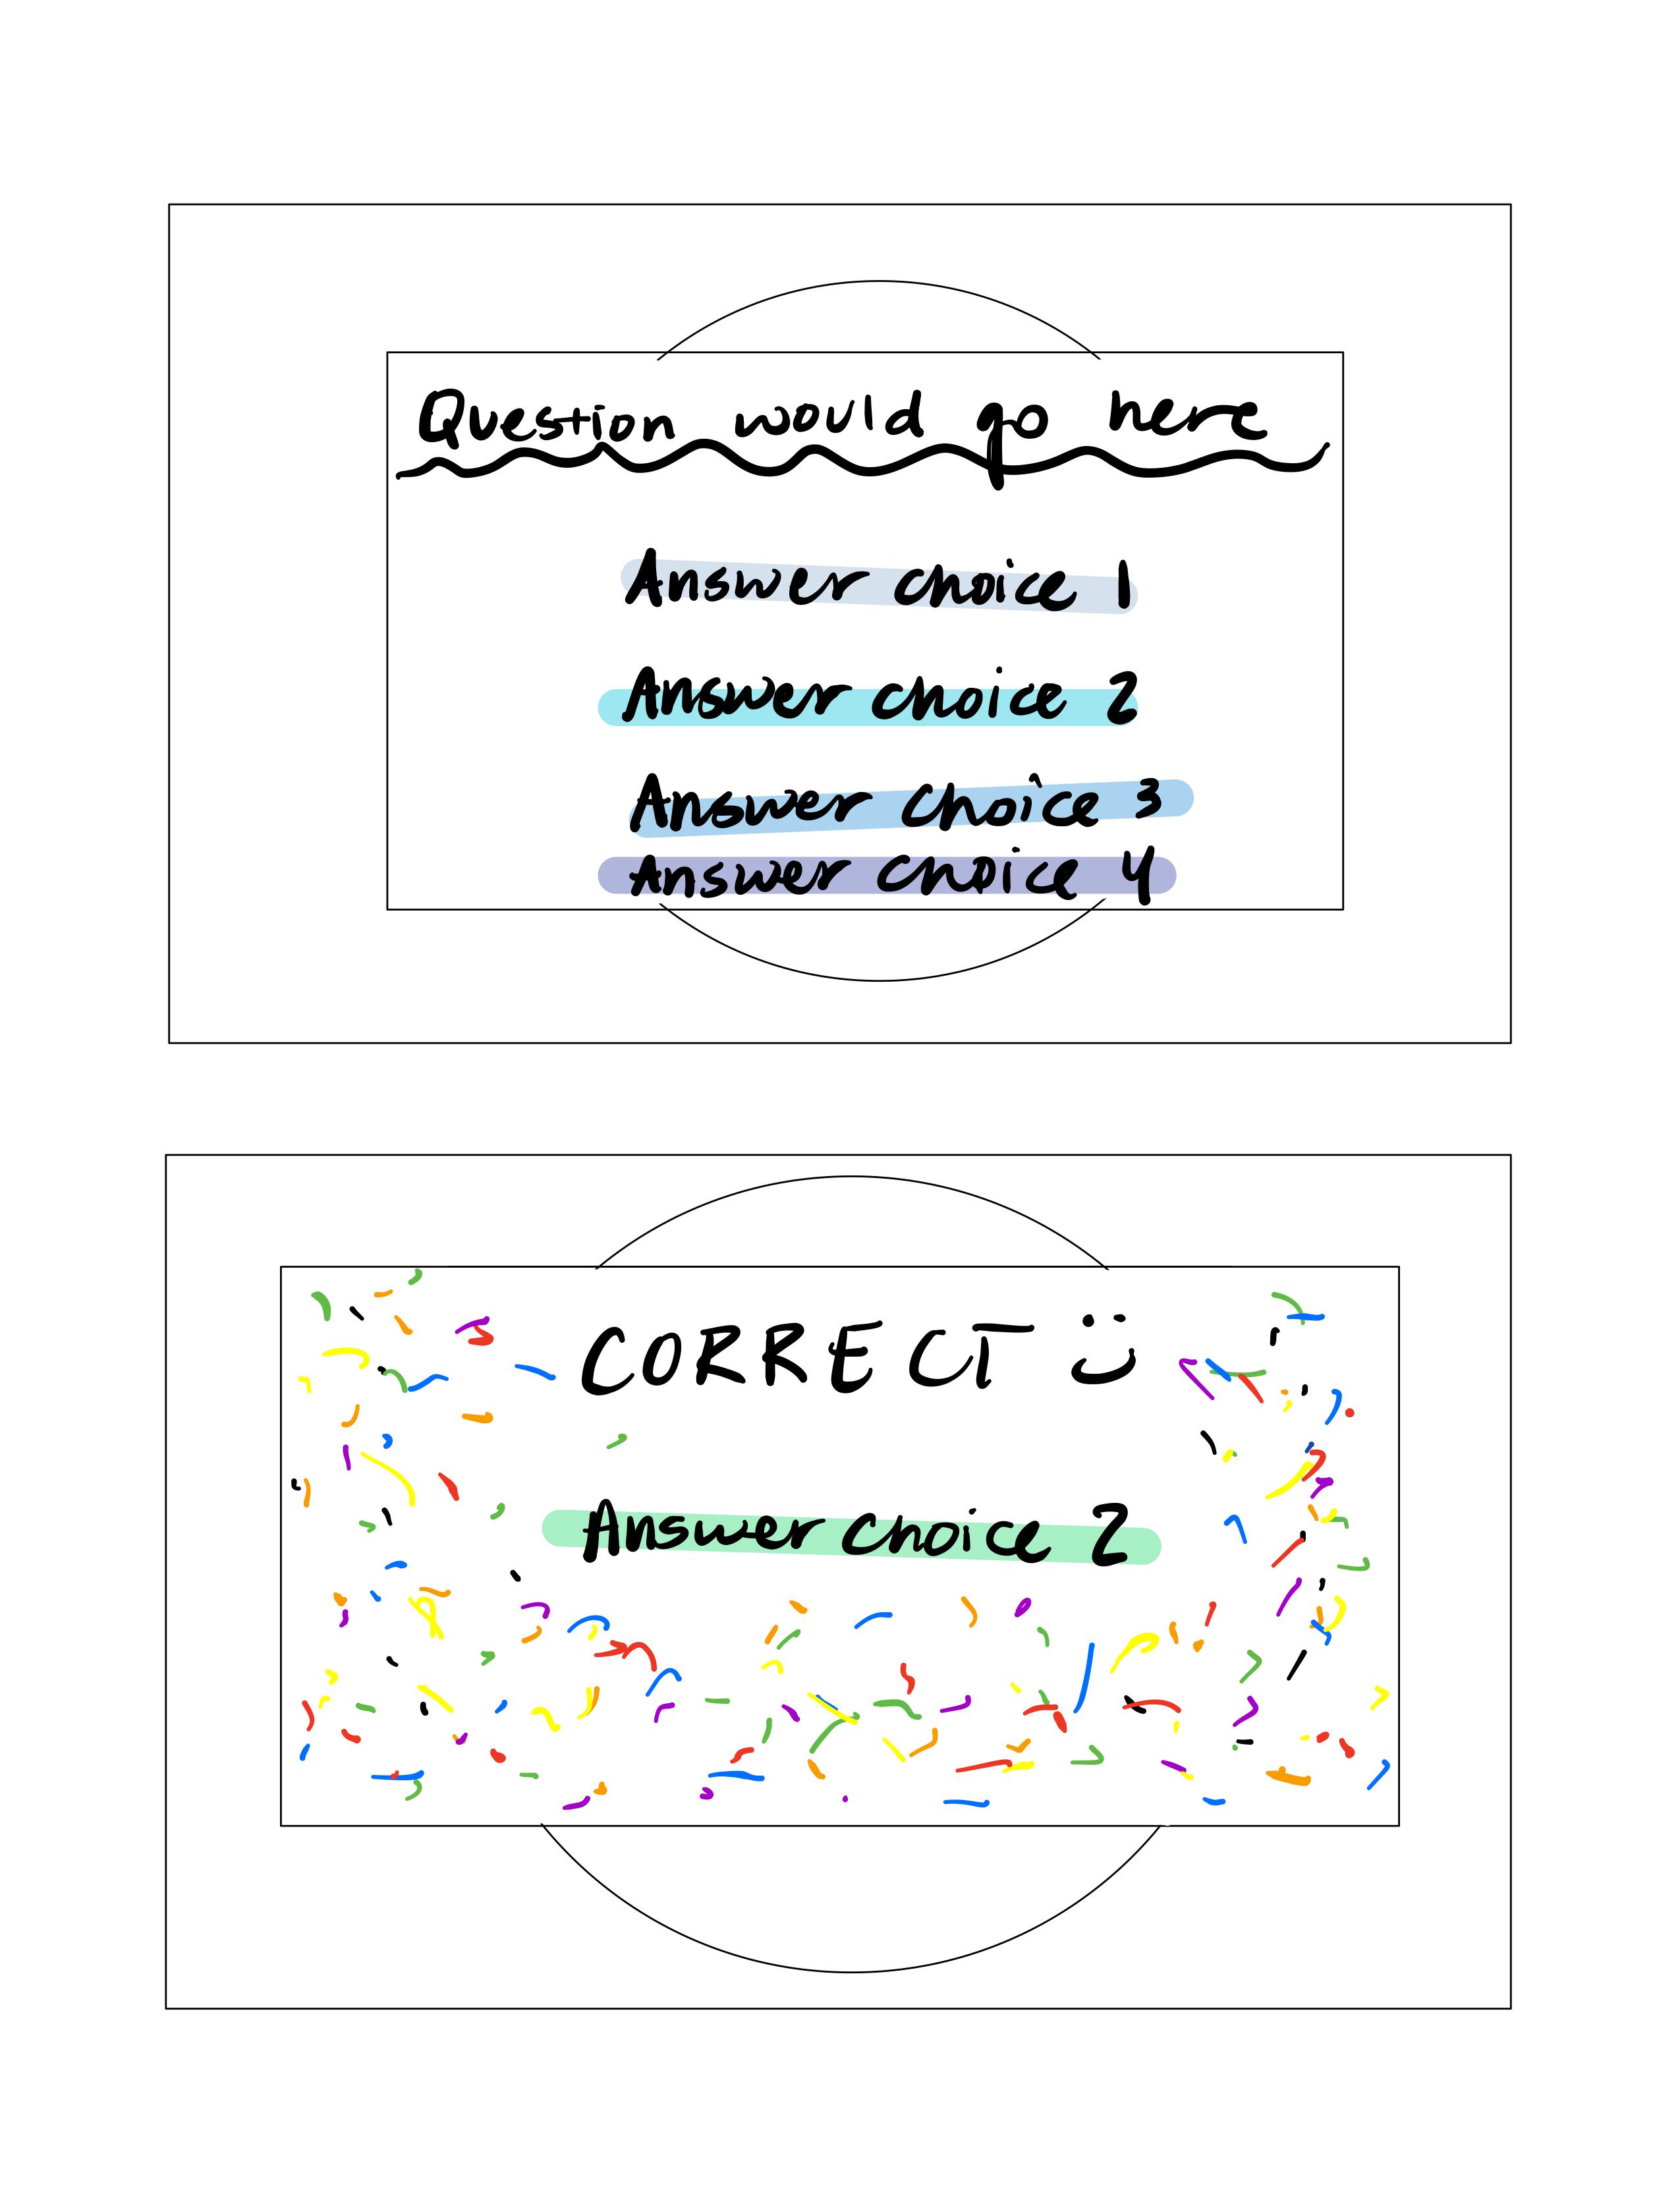 Question would go here
Answer choice 1
Answer choice 2
Answer choice 3
Answer choice 4
CORRECT :)
Answer choice 2